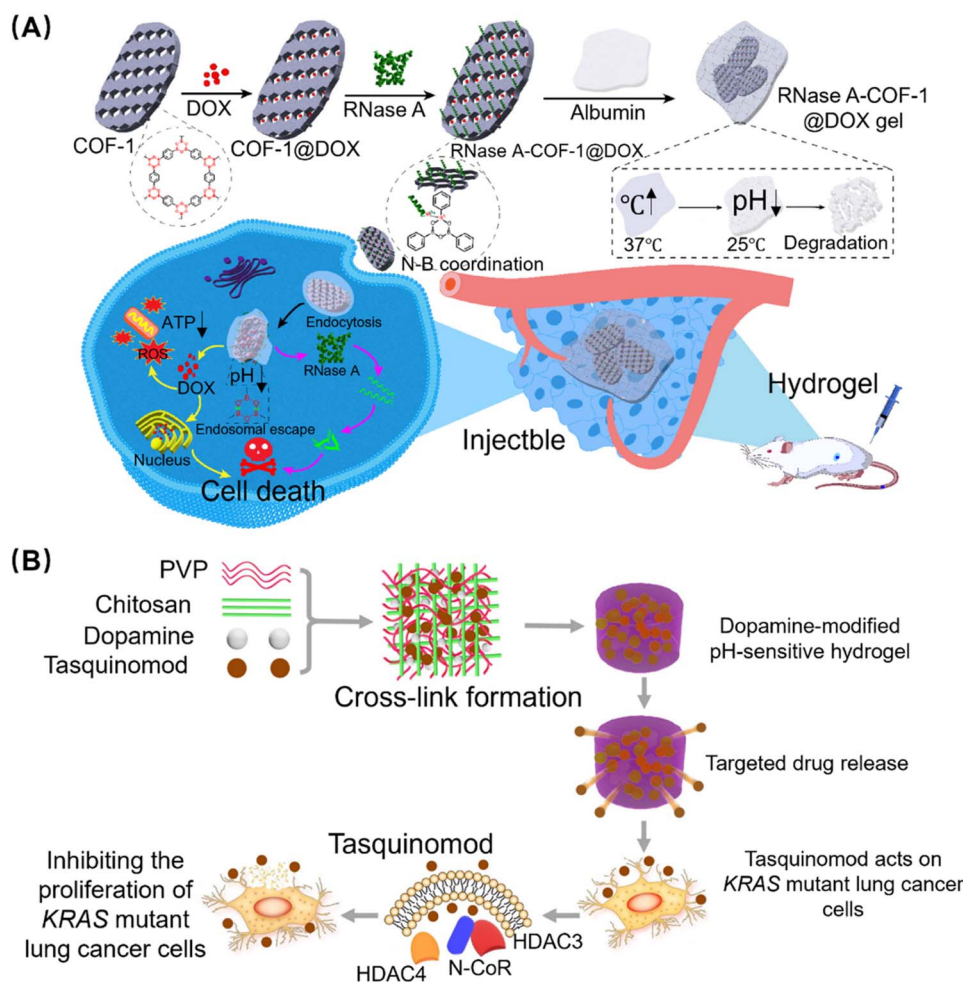 (A)
DOX
RNase A
Albumin
COF-1
COF-1@DOX
RNase A-COF-1@DOX
RNase A-COF-1
@DOX gel
°C
pH
37°C
25°C
Degradation
N-B coordination
Endocytosis
ATP
ROS
DOX
pH
RNase A
Endosomal escape
Nucleus
Cell death
Injectble
Hydrogel
(B)
PVP
Chitosan
Dopamine
Tasquinomod
Cross-link formation
Dopamine-modified
pH-sensitive hydrogel
Targeted drug release
Tasquinomod acts on
KRAS mutant lung cancer
cells
Tasquinomod
HDAC4
N-CoR
HDAC3
Inhibiting the
proliferation of
KRAS mutant
lung cancer cells